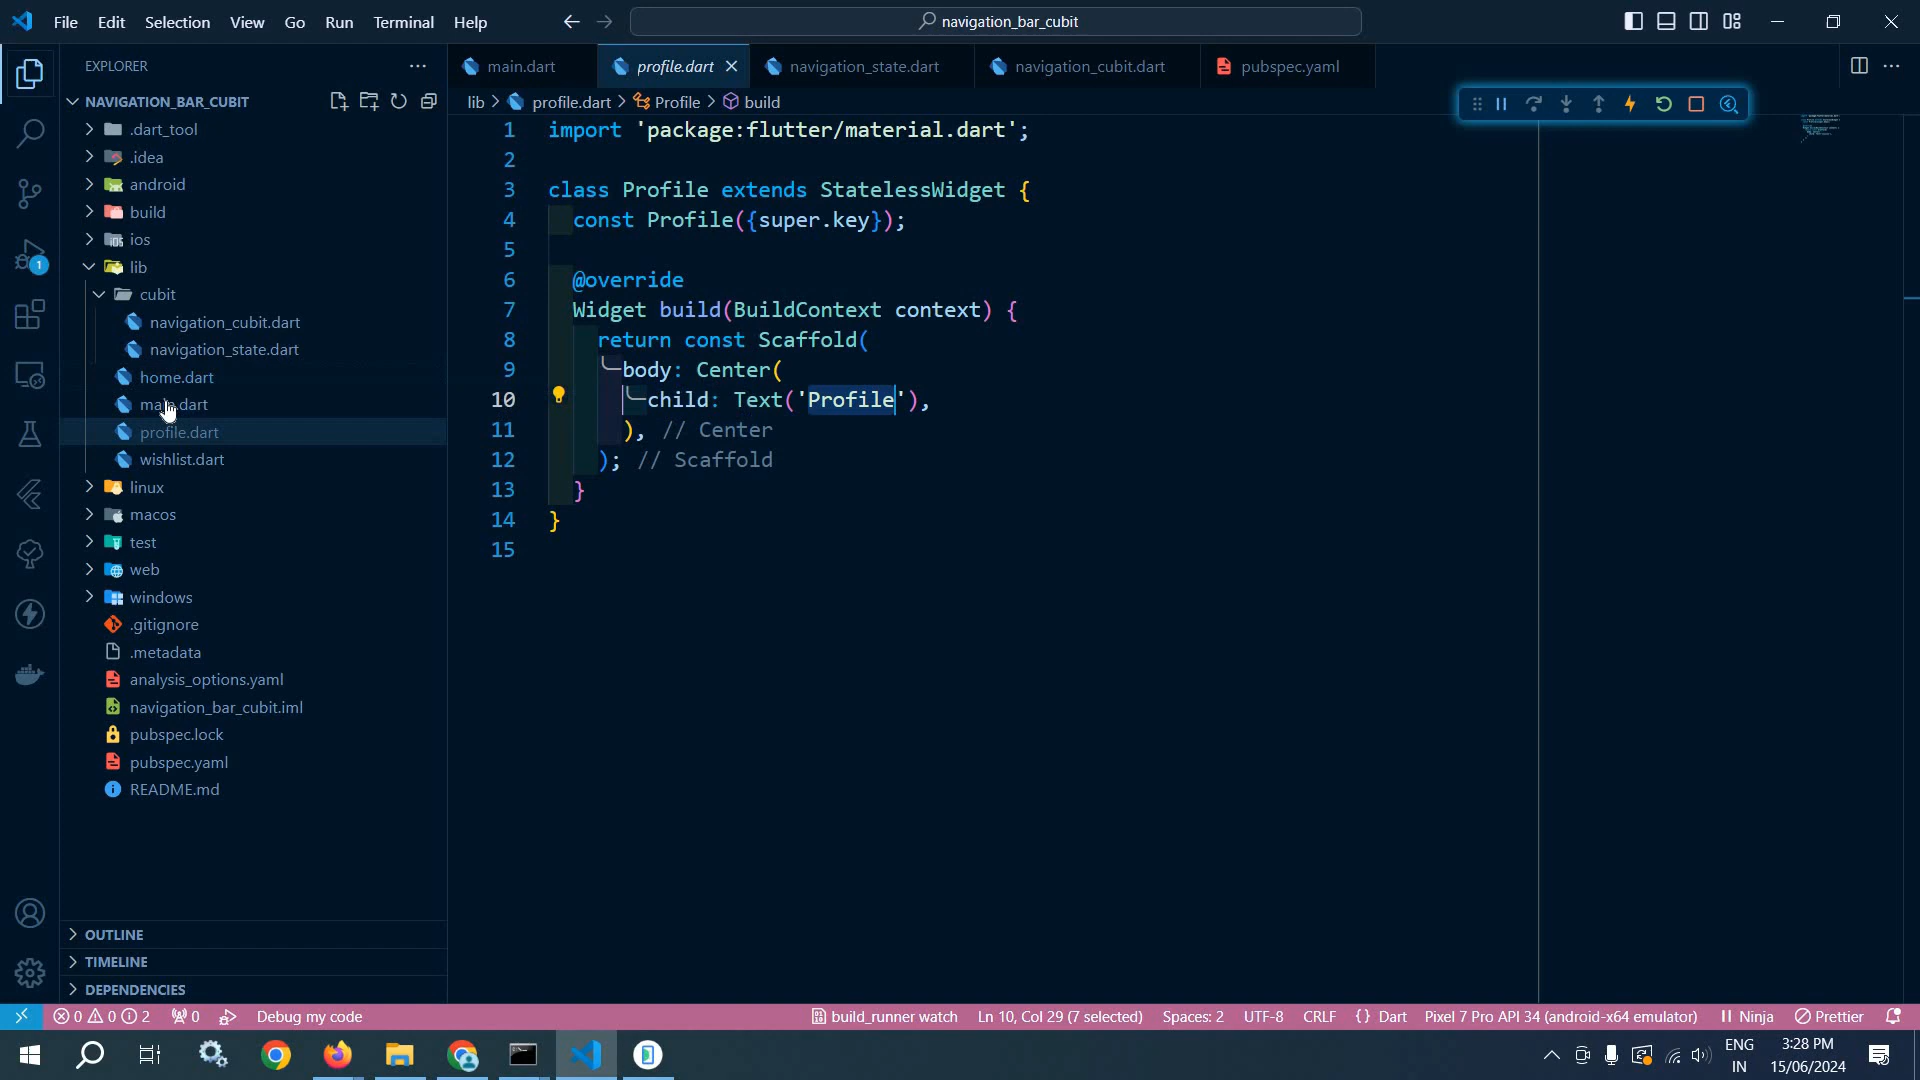 File Edit Selection View Go Run Terminal Help
navigation_bar_cubit
EXPLORER
main.dart
profile.dart
navigation_state.dart
navigation_cubit.dart
pubspec.yaml
NAVIGATION_BAR_CUBIT
lib > profile.dart > Profile > build
.dart_tool
.idea
android
build
ios
lib
cubit
navigation_cubit.dart
navigation_state.dart
home.dart
main.dart
profile.dart
wishlist.dart
linux
macos
test
web
windows
.gitignore
.metadata
analysis_options.yaml
navigation_bar_cubit.iml
pubspec.lock
pubspec.yaml
README.md
OUTLINE
TIMELINE
DEPENDENCIES
1 import 'package:flutter/material.dart';
2
3 class Profile extends StatelessWidget {
4 const Profile({super.key});
5
6 @override
7 Widget build(BuildContext context) {
8 return const Scaffold(
9 body: Center(
10 child: Text('Profile'),
11 ), // Center
12 ); // Scaffold
13 }
14 }
15
1
0 0 2 0 Debug my code
build_runner watch Ln 10, Col 29 (7 selected) Spaces: 2 UTF-8 CRLF {} Dart Pixel 7 Pro API 34 (android-x64 emulator) Ninja Prettier
ENG
IN
3:28 PM
15/06/2024